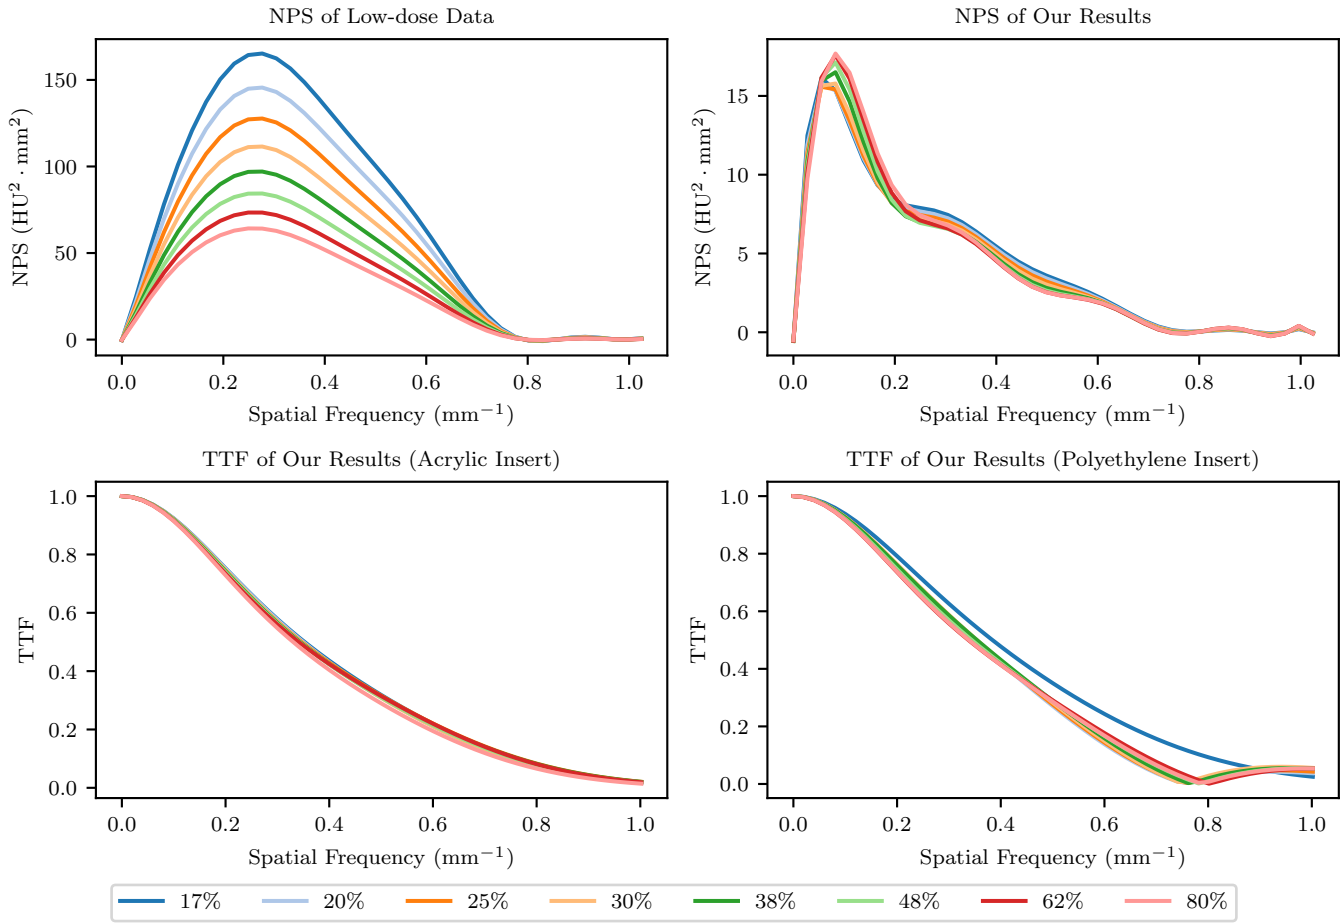 NPS of Low-dose Data
NPS (HU² · mm²)
150
100
50
0
0.0 0.2 0.4 0.6 0.8 1.0
Spatial Frequency (mm⁻¹)
NPS of Our Results
NPS (HU² · mm²)
15
10
5
0
0.0 0.2 0.4 0.6 0.8 1.0
Spatial Frequency (mm⁻¹)
TTF of Our Results (Acrylic Insert)
TTF
1.0
0.8
0.6
0.4
0.2
0.0
0.0 0.2 0.4 0.6 0.8 1.0
Spatial Frequency (mm⁻¹)
TTF of Our Results (Polyethylene Insert)
TTF
1.0
0.8
0.6
0.4
0.2
0.0
0.0 0.2 0.4 0.6 0.8 1.0
Spatial Frequency (mm⁻¹)
17% 20% 25% 30% 38% 48% 62% 80%